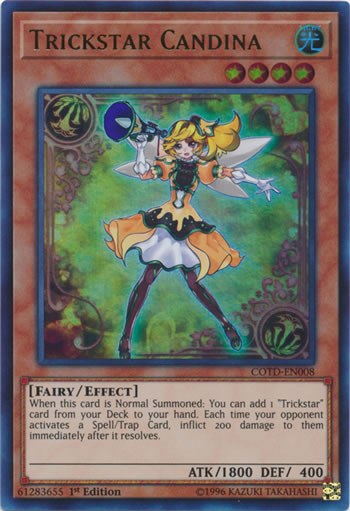 TRICKSTAR CANDINA
光
COTD-EN008
[FAIRY/EFFECT]
When this card is Normal Summoned: You can add 1 "Trickstar"
card from your Deck to your hand. Each time your opponent
activates a Spell/Trap Card, inflict 200 damage to them
immediately after it resolves.
ATK/1800 DEF/ 400
61283655 1st Edition ©1996 KAZUKI TAKAHASHI